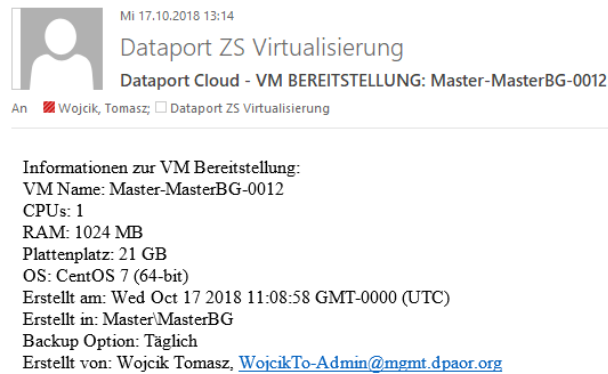 Mi 17.10.2018 13:14
Dataport ZS Virtualisierung
Dataport Cloud - VM BEREITSTELLUNG: Master-MasterBG-0012
An Wojcik, Tomasz; Dataport ZS Virtualisierung
Informationen zur VM Bereitstellung:
VM Name: Master-MasterBG-0012
CPUs: 1
RAM: 1024 MB
Plattenplatz: 21 GB
OS: CentOS 7 (64-bit)
Erstellt am: Wed Oct 17 2018 11:08:58 GMT-0000 (UTC)
Erstellt in: Master\MasterBG
Backup Option: Täglich
Erstellt von: Wojcik Tomasz, WojcikTo-Admin@mgmt.dpaor.org